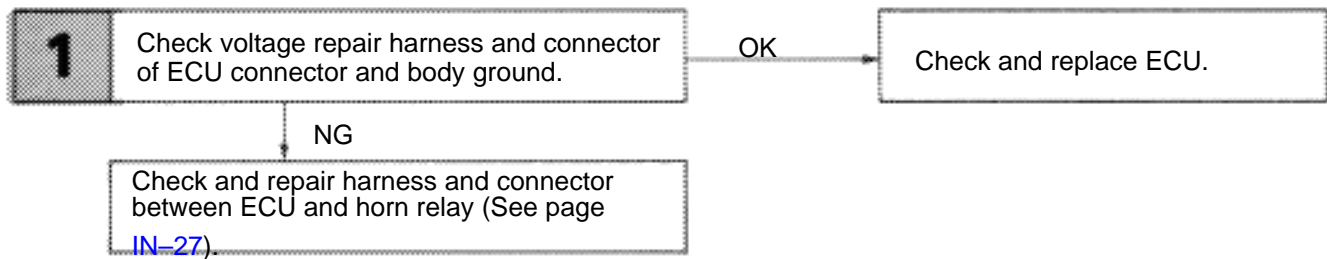 1
Check voltage repair harness and connector
of ECU connector and body ground.
OK
Check and replace ECU.
NG
Check and repair harness and connector
between ECU and horn relay (See page
IN–27).